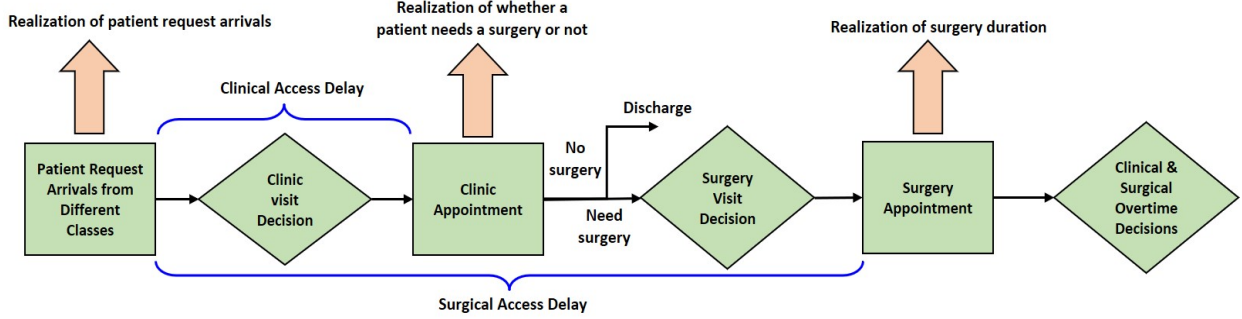 Realization of patient request arrivals
Realization of whether a
patient needs a surgery or not
Realization of surgery duration
Clinical Access Delay
Discharge
No
surgery
Need
surgery
Patient Request
Arrivals from
Different
Classes
Clinic
visit
Decision
Clinic
Appointment
Surgery
Visit
Decision
Surgery
Appointment
Clinical &
Surgical
Overtime
Decisions
Surgical Access Delay